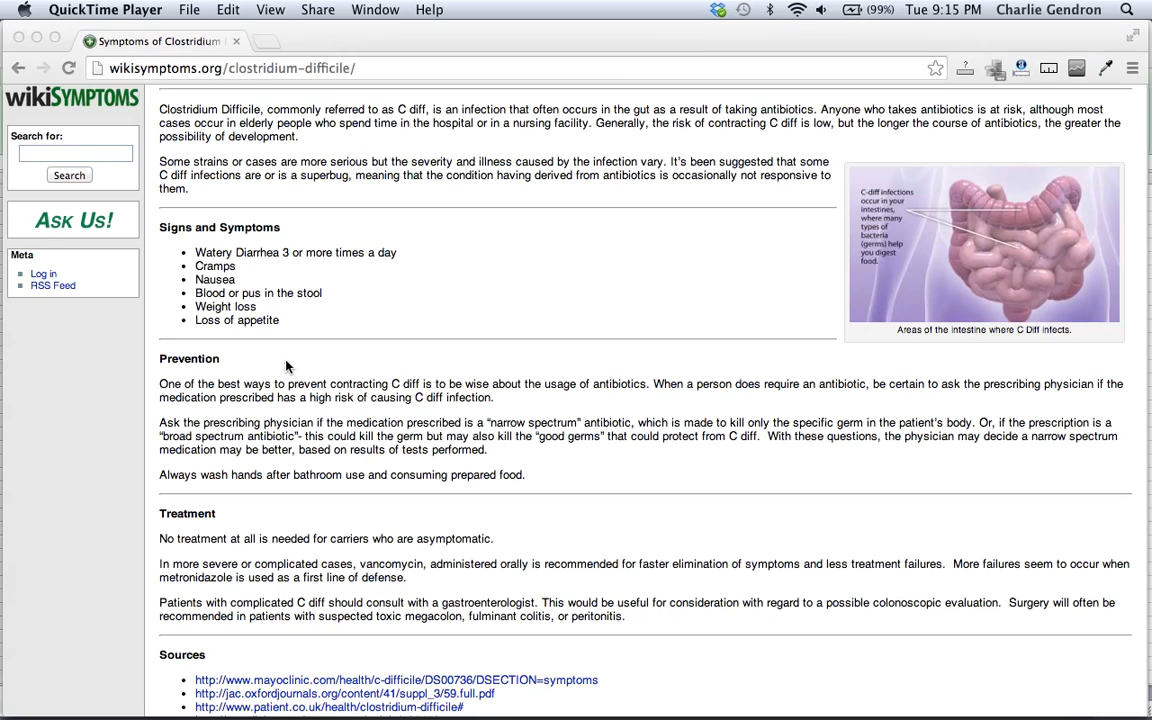 QuickTime Player File Edit View Share Window Help (99%) Tue 9:15 PM Charlie Gendron
Symptoms of Clostridium
wikisymptoms.org/clostridium-difficile/
wikiSYMPTOMS
Search for:
Search
ASK US!
Meta
Log in
RSS Feed
Clostridium Difficile, commonly referred to as C diff, is an infection that often occurs in the gut as a result of taking antibiotics. Anyone who takes antibiotics is at risk, although most
cases occur in elderly people who spend time in the hospital or in a nursing facility. Generally, the risk of contracting C diff is low, but the longer the course of antibiotics, the greater the
possibility of development.
Some strains or cases are more serious but the severity and illness caused by the infection vary. It's been suggested that some
C diff infections are or is a superbug, meaning that the condition having derived from antibiotics is occasionally not responsive to
them.
C-diff infections
occur in your
intestines,
where many
types of
bacteria
(germs) help
you digest
food.
Areas of the intestine where C Diff infects.
Signs and Symptoms
Watery Diarrhea 3 or more times a day
Cramps
Nausea
Blood or pus in the stool
Weight loss
Loss of appetite
Prevention
One of the best ways to prevent contracting C diff is to be wise about the usage of antibiotics. When a person does require an antibiotic, be certain to ask the prescribing physician if the
medication prescribed has a high risk of causing C diff infection.
Ask the prescribing physician if the medication prescribed is a “narrow spectrum” antibiotic, which is made to kill only the specific germ in the patient's body. Or, if the prescription is a
“broad spectrum antibiotic”- this could kill the germ but may also kill the “good germs” that could protect from C diff. With these questions, the physician may decide a narrow spectrum
medication may be better, based on results of tests performed.
Always wash hands after bathroom use and consuming prepared food.
Treatment
No treatment at all is needed for carriers who are asymptomatic.
In more severe or complicated cases, vancomycin, administered orally is recommended for faster elimination of symptoms and less treatment failures. More failures seem to occur when
metronidazole is used as a first line of defense.
Patients with complicated C diff should consult with a gastroenterologist. This would be useful for consideration with regard to a possible colonoscopic evaluation. Surgery will often be
recommended in patients with suspected toxic megacolon, fulminant colitis, or peritonitis.
Sources
http://www.mayoclinic.com/health/c-difficile/DS00736/DSECTION=symptoms
http://jac.oxfordjournals.org/content/41/suppl_3/59.full.pdf
http://www.patient.co.uk/health/clostridium-difficile#